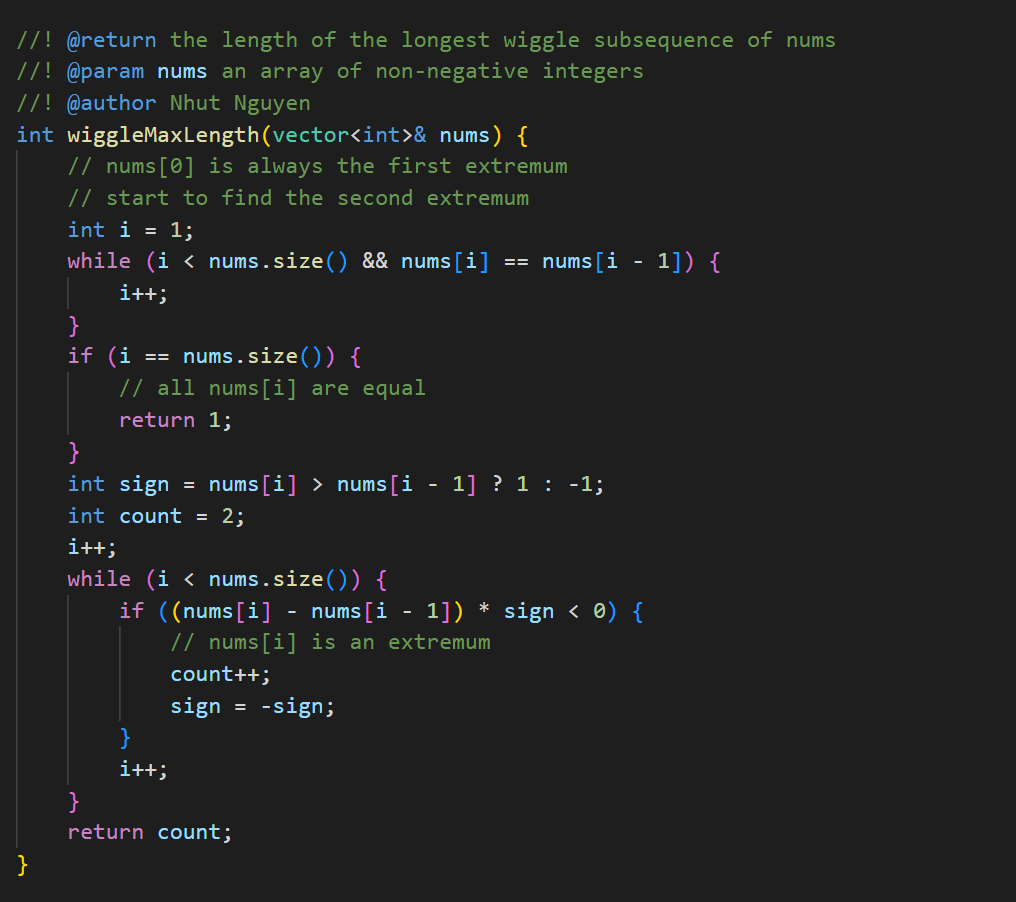 //! @return the length of the longest wiggle subsequence of nums
//! @param nums an array of non-negative integers
//! @author Nhut Nguyen
int wiggleMaxLength(vector<int>& nums) {
    // nums[0] is always the first extremum
    // start to find the second extremum
    int i = 1;
    while (i < nums.size() && nums[i] == nums[i - 1]) {
        i++;
    }
    if (i == nums.size()) {
        // all nums[i] are equal
        return 1;
    }
    int sign = nums[i] > nums[i - 1] ? 1 : -1;
    int count = 2;
    i++;
    while (i < nums.size()) {
        if ((nums[i] - nums[i - 1]) * sign < 0) {
            // nums[i] is an extremum
            count++;
            sign = -sign;
        }
        i++;
    }
    return count;
}